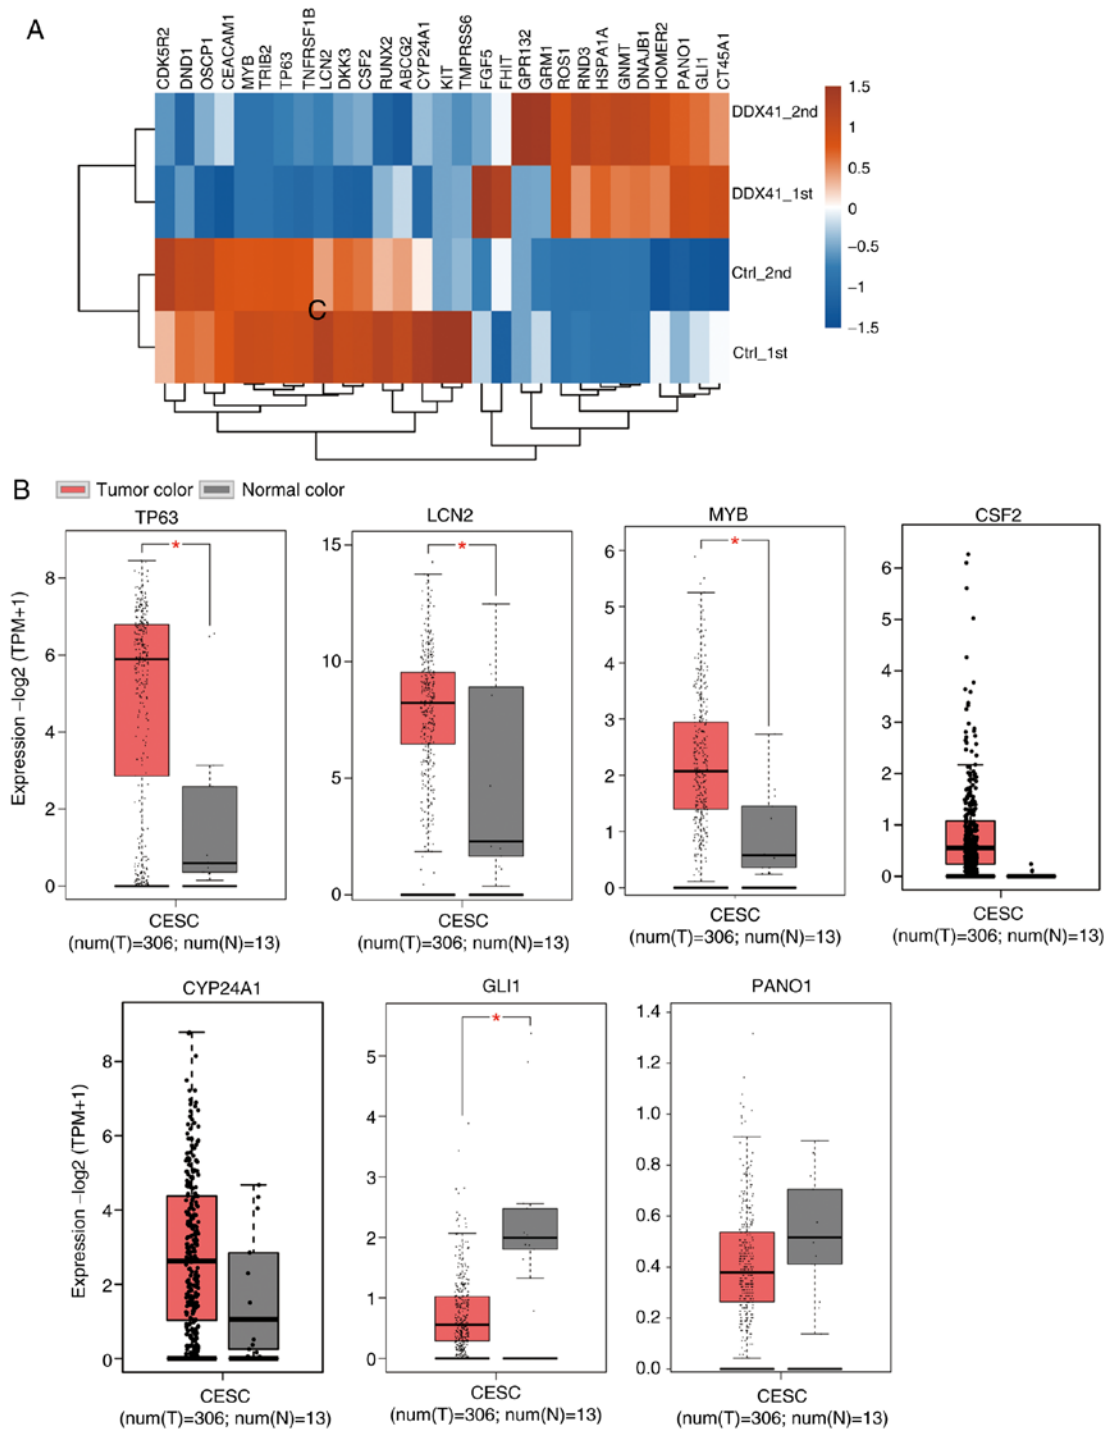 A
CDK5R2
DND1
OSCP1
CEACAM1
MYB
TRIB2
TP63
TNFRSF1B
LCN2
DKK3
CSF2
RUNX2
ABCG2
CYP24A1
KIT
TMPRSS6
FGF5
FHIT
GPR132
GRM1
ROS1
RND3
HSPA1A
GNMT
DNAJB1
HOMER2
PANO1
GLI1
CT45A1
DDX41_2nd
DDX41_1st
Ctrl_2nd
Ctrl_1st
1.5
1
0.5
0
−0.5
−1
−1.5
C
B
Tumor color Normal color
TP63
Expression −log2 (TPM+1)
8
6
4
2
0
*
CESC
(num(T)=306; num(N)=13)
LCN2
15
10
5
0
*
CESC
(num(T)=306; num(N)=13)
MYB
6
5
4
3
2
1
0
*
CESC
(num(T)=306; num(N)=13)
CSF2
6
5
4
3
2
1
0
CESC
(num(T)=306; num(N)=13)
CYP24A1
Expression −log2 (TPM+1)
8
6
4
2
0
CESC
(num(T)=306; num(N)=13)
GLI1
5
4
3
2
1
0
*
CESC
(num(T)=306; num(N)=13)
PANO1
1.4
1.2
1.0
0.8
0.6
0.4
0.2
0.0
CESC
(num(T)=306; num(N)=13)